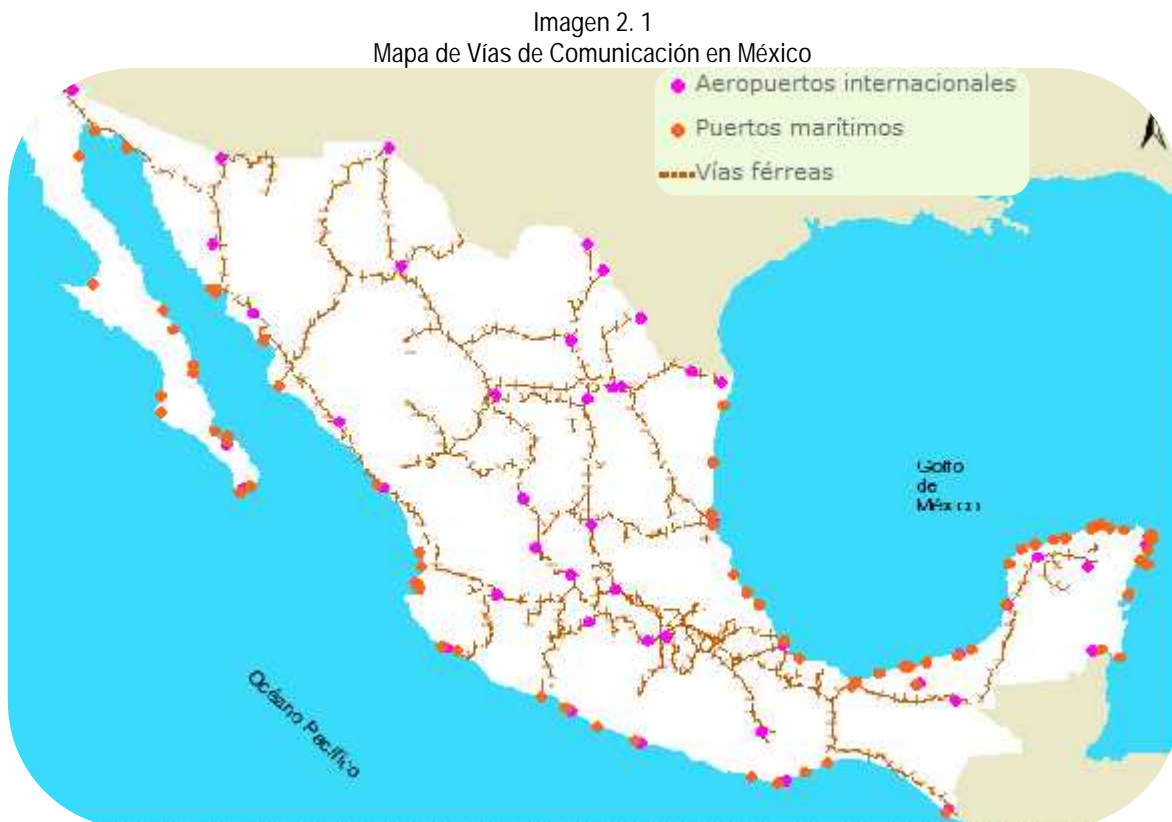 Imagen 2. 1
Mapa de Vías de Comunicación en México
Aeropuertos internacionales
Puertos marítimos
Vías férreas
Golfo
de
México
Océano Pacífico